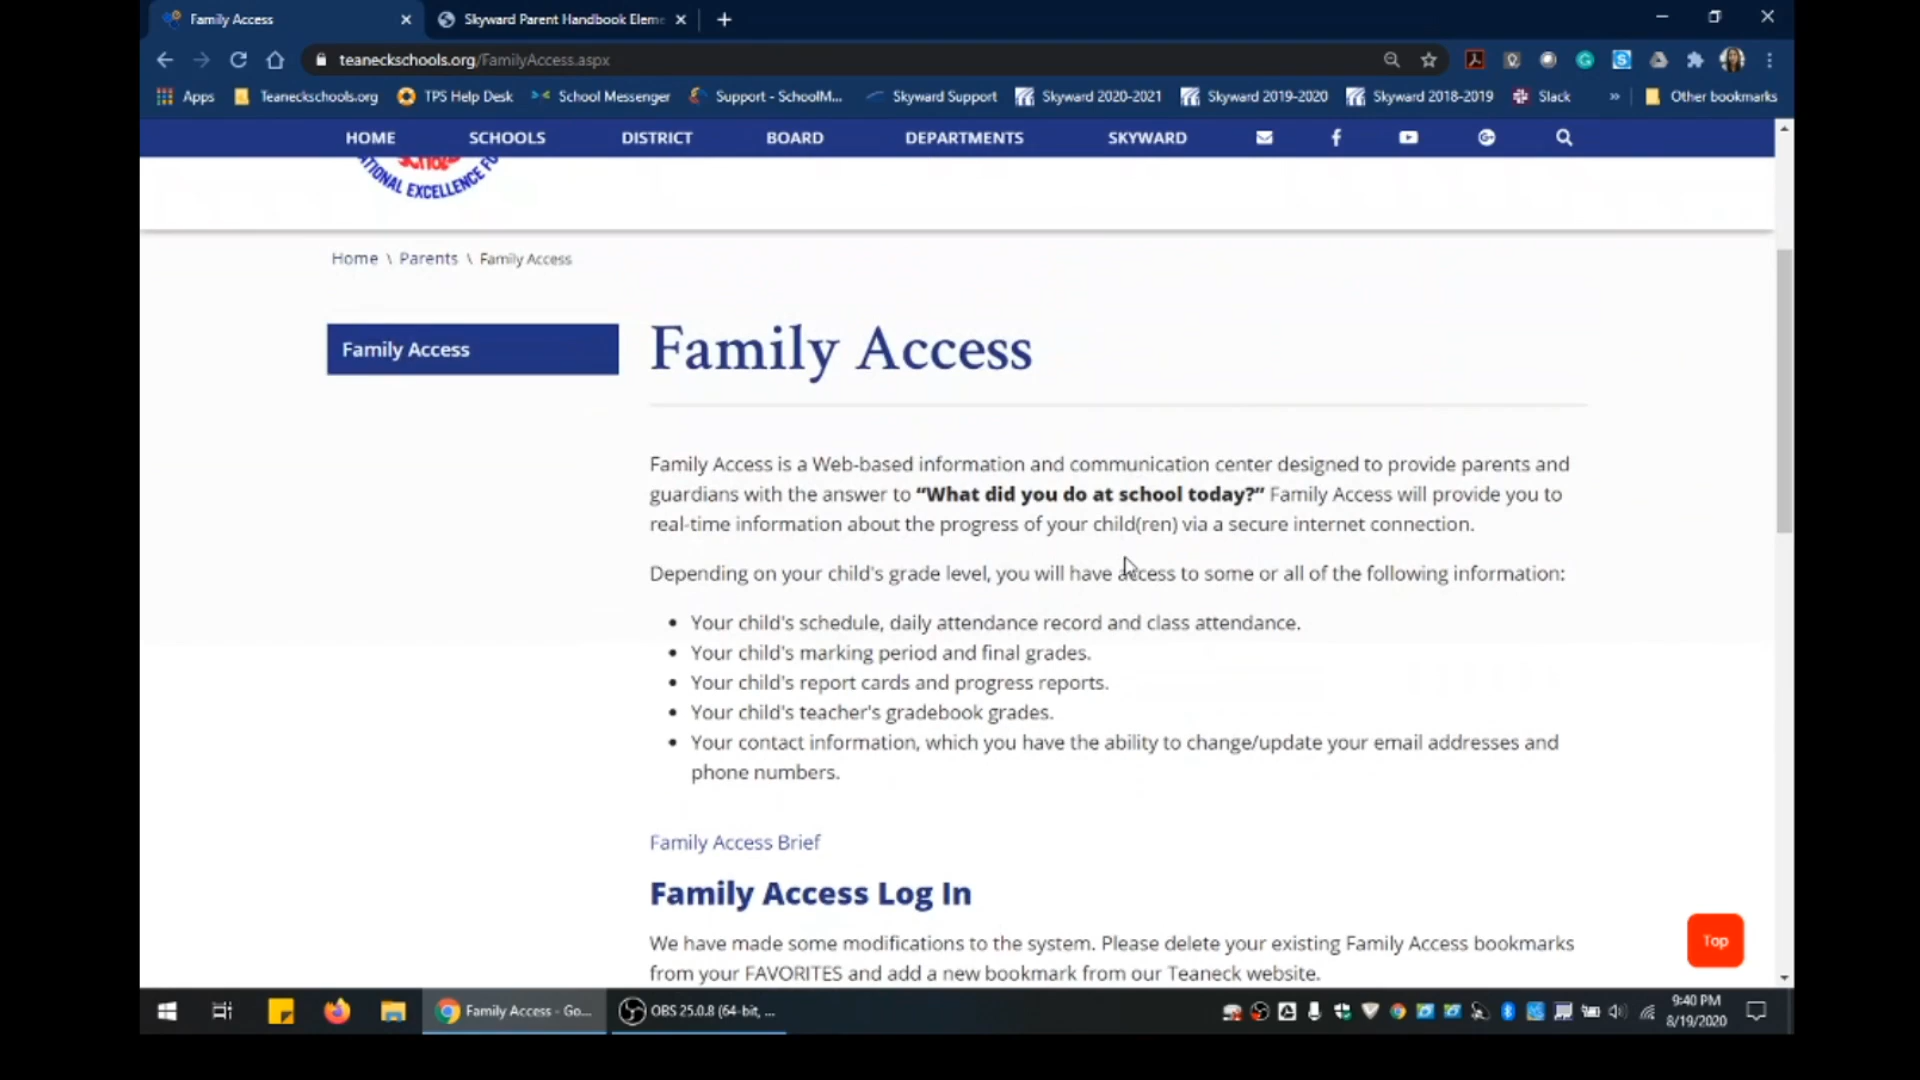 Family Access
Skyward Parent Handbook Eleme
teaneckschools.org/FamilyAccess.aspx
Apps Teaneckschools.org TPS Help Desk School Messenger Support - SchoolM... Skyward Support Skyward 2020-2021 Skyward 2019-2020 Skyward 2018-2019 Slack » Other bookmarks
HOME SCHOOLS DISTRICT BOARD DEPARTMENTS SKYWARD
ATIONAL EXCELLENCE FO
Home \ Parents \ Family Access
Family Access
Family Access
Family Access is a Web-based information and communication center designed to provide parents and
guardians with the answer to “What did you do at school today?” Family Access will provide you to
real-time information about the progress of your child(ren) via a secure internet connection.
Depending on your child's grade level, you will have access to some or all of the following information:
• Your child's schedule, daily attendance record and class attendance.
• Your child's marking period and final grades.
• Your child's report cards and progress reports.
• Your child's teacher's gradebook grades.
• Your contact information, which you have the ability to change/update your email addresses and
phone numbers.
Family Access Brief
Family Access Log In
We have made some modifications to the system. Please delete your existing Family Access bookmarks
from your FAVORITES and add a new bookmark from our Teaneck website.
Top
Family Access - Go... OBS 25.0.8 (64-bit, ...
9:40 PM
8/19/2020